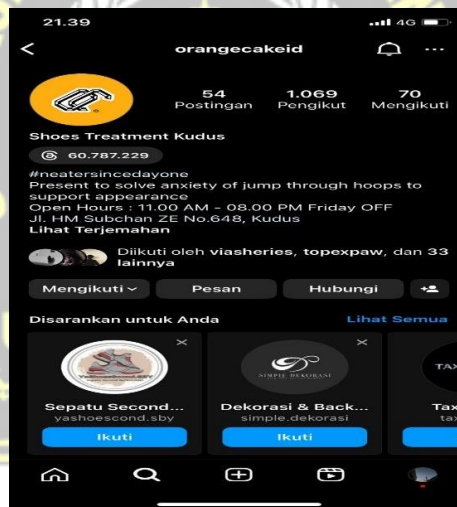 21.39
4G
orangecakeid
54
1.069
70
Postingan
Pengikut
Mengikuti
Shoes Treatment Kudus
60.787.229
#neatersincedayone
Present to solve anxiety of jump through hoops to
support appearance
Open Hours : 11.00 AM - 08.00 PM Friday OFF
Jl. HM Subchan ZE No.648, Kudus
Lihat Terjemahan
Diikuti oleh viasheries, topexpaw, dan 33
lainnya
Mengikuti
Pesan
Hubungi
Disarankan untuk Anda
Lihat Semua
SIMPLE DEKORASI
TAX
Sepatu Second...
Dekorasi & Back...
Tax
yashoescond.sby
simple.dekorasi
tax
Ikuti
Ikuti